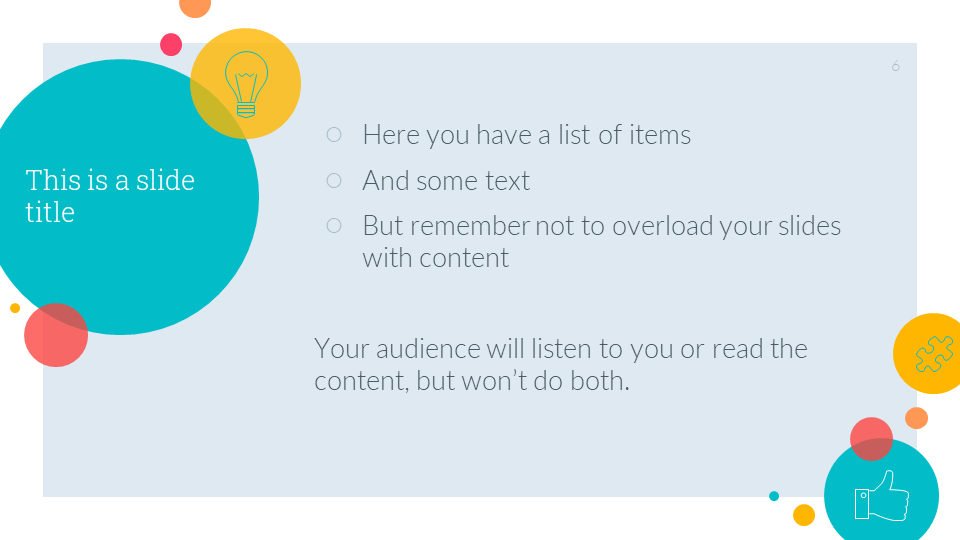 6
This is a slide
title
○ Here you have a list of items
○ And some text
○ But remember not to overload your slides
with content
Your audience will listen to you or read the
content, but won’t do both.